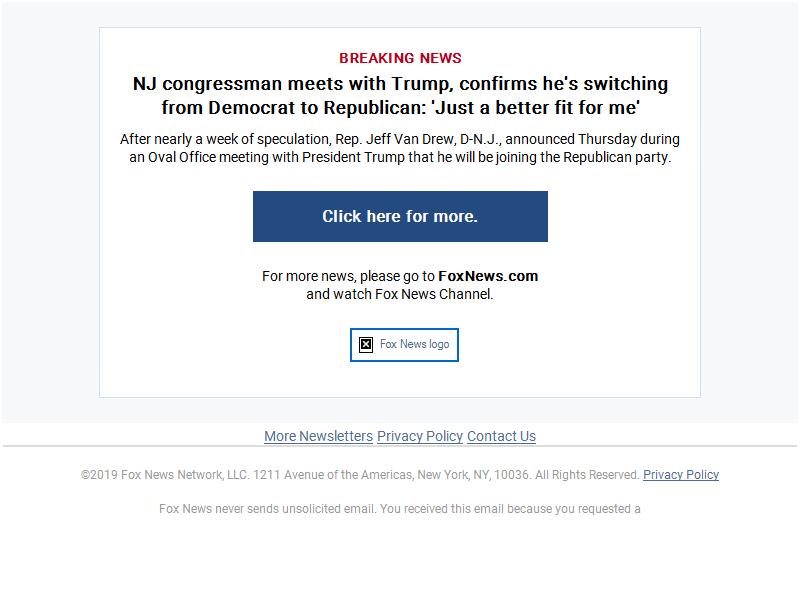 BREAKING NEWS
NJ congressman meets with Trump, confirms he's switching
from Democrat to Republican: 'Just a better fit for me'
After nearly a week of speculation, Rep. Jeff Van Drew, D-N.J., announced Thursday during
an Oval Office meeting with President Trump that he will be joining the Republican party.
Click here for more.
For more news, please go to FoxNews.com
and watch Fox News Channel.
Fox News logo
More Newsletters Privacy Policy Contact Us
©2019 Fox News Network, LLC. 1211 Avenue of the Americas, New York, NY, 10036. All Rights Reserved. Privacy Policy
Fox News never sends unsolicited email. You received this email because you requested a